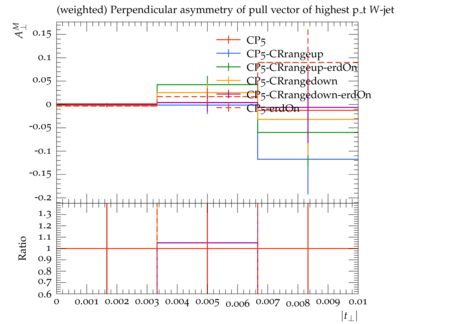 (weighted) Perpendicular asymmetry of pull vector of highest p_t W-jet
A_⊥^M
0.15
0.1
0.05
0
-0.05
-0.1
-0.15
-0.2
CP5
CP5-CRrangeup
CP5-CRrangeup-erdOn
CP5-CRrangedown
CP5-CRrangedown-erdOn
CP5-erdOn
Ratio
1.3
1.2
1.1
1
0.9
0.8
0.7
0.6
0 0.001 0.002 0.003 0.004 0.005 0.006 0.007 0.008 0.009 0.01
|t_⊥|